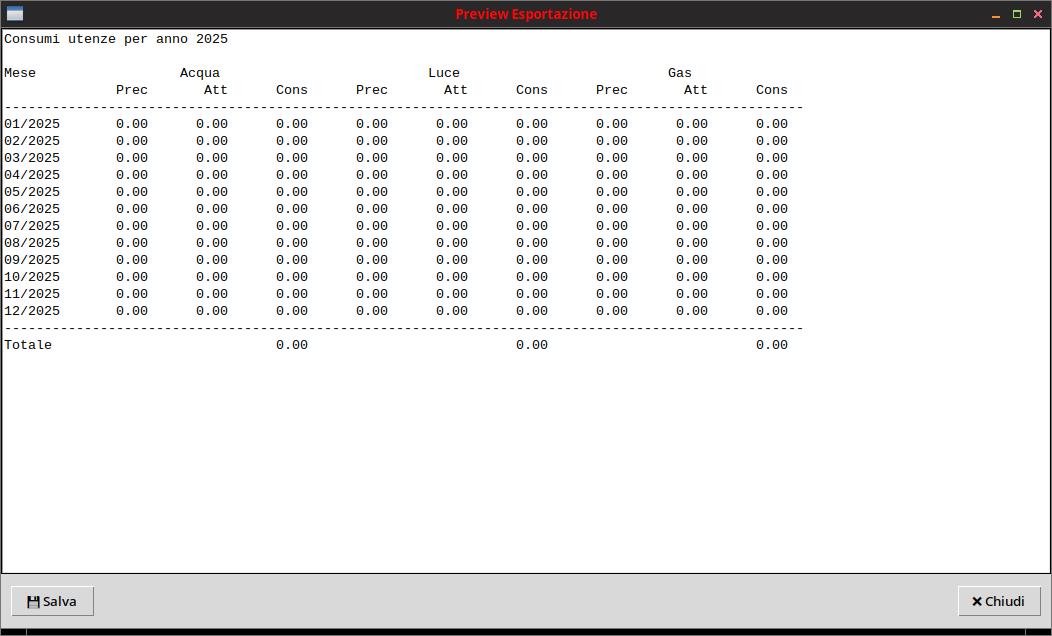 Preview Esportazione
Consumi utenze per anno 2025
Mese Acqua Luce Gas
Prec Att Cons Prec Att Cons Prec Att Cons
----------------------------------------------------------------------------------------------------
01/2025 0.00 0.00 0.00 0.00 0.00 0.00 0.00 0.00 0.00
02/2025 0.00 0.00 0.00 0.00 0.00 0.00 0.00 0.00 0.00
03/2025 0.00 0.00 0.00 0.00 0.00 0.00 0.00 0.00 0.00
04/2025 0.00 0.00 0.00 0.00 0.00 0.00 0.00 0.00 0.00
05/2025 0.00 0.00 0.00 0.00 0.00 0.00 0.00 0.00 0.00
06/2025 0.00 0.00 0.00 0.00 0.00 0.00 0.00 0.00 0.00
07/2025 0.00 0.00 0.00 0.00 0.00 0.00 0.00 0.00 0.00
08/2025 0.00 0.00 0.00 0.00 0.00 0.00 0.00 0.00 0.00
09/2025 0.00 0.00 0.00 0.00 0.00 0.00 0.00 0.00 0.00
10/2025 0.00 0.00 0.00 0.00 0.00 0.00 0.00 0.00 0.00
11/2025 0.00 0.00 0.00 0.00 0.00 0.00 0.00 0.00 0.00
12/2025 0.00 0.00 0.00 0.00 0.00 0.00 0.00 0.00 0.00
----------------------------------------------------------------------------------------------------
Totale 0.00 0.00 0.00
Salva Chiudi